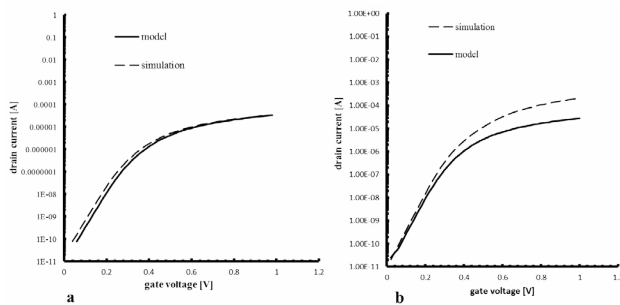 1
0.1
0.01
0.001
0.0001
0.00001
0.000001
0.0000001
1E-08
1E-09
1E-10
1E-11
drain current [A]
model
simulation
0 0.2 0.4 0.6 0.8 1 1.2
gate voltage [V]
a
1.00E+00
1.00E-01
1.00E-02
1.00E-03
1.00E-04
1.00E-05
1.00E-06
1.00E-07
1.00E-08
1.00E-09
1.00E-10
1.00E-11
drain current [A]
simulation
model
0 0.2 0.4 0.6 0.8 1 1.2
gate voltage [V]
b